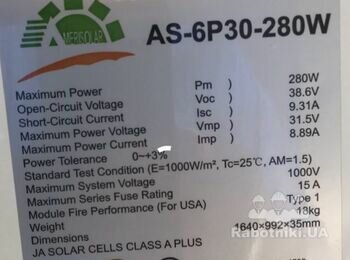 AMERISOLAR
AS-6P30-280W
Maximum Power Pm ) 280W
Open-Circuit Voltage Voc ) 38.6V
Short-Circuit Current Isc ) 9.31A
Maximum Power Voltage Vmp ) 31.5V
Maximum Power Current Imp ) 8.89A
Power Tolerance 0~+3%
Standard Test Condition (E=1000W/m², Tc=25℃, AM=1.5)
Maximum System Voltage 1000V
Maximum Series Fuse Rating 15 A
Module Fire Performance (For USA) Type 1
Weight 18kg
Dimensions 1640×992×35mm
JA SOLAR CELLS CLASS A PLUS
Rabotniki.UA